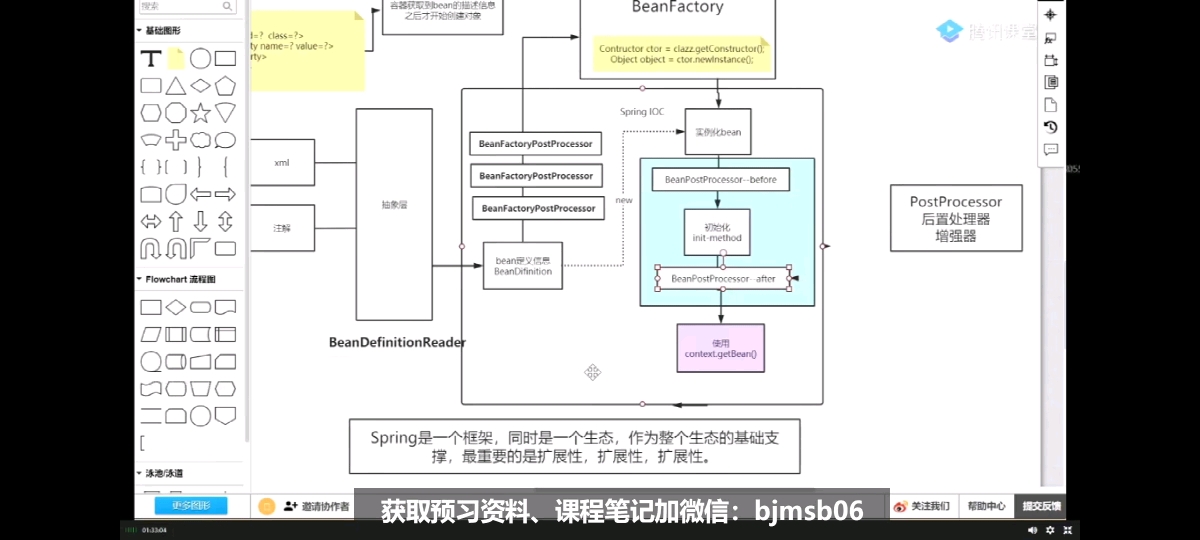 搜索
基础图形
T
Flowchart 流程图
泳池/泳道
更多图形
d=? class=?>
ty name=? value=?>
erty>
容器获取到bean的描述信息
之后才开始创建对象
BeanFactory
Contructor ctor = clazz.getConstructor();
Object object = ctor.newInstance();
腾讯课堂
Spring IOC
实例化bean
BeanFactoryPostProcessor
BeanFactoryPostProcessor
BeanFactoryPostProcessor
new
xml
注解
抽象层
bean定义信息
BeanDefinition
BeanPostProcessor--before
初始化
init-method
BeanPostProcessor--after
使用
context.getBean()
PostProcessor
后置处理器
增强器
BeanDefinitionReader
Spring是一个框架，同时是一个生态，作为整个生态的基础支
撑，最重要的是扩展性，扩展性，扩展性。
邀请协作者
获取预习资料、课程笔记加微信：bjmsb06
关注我们
帮助中心
提交反馈
01:33:04